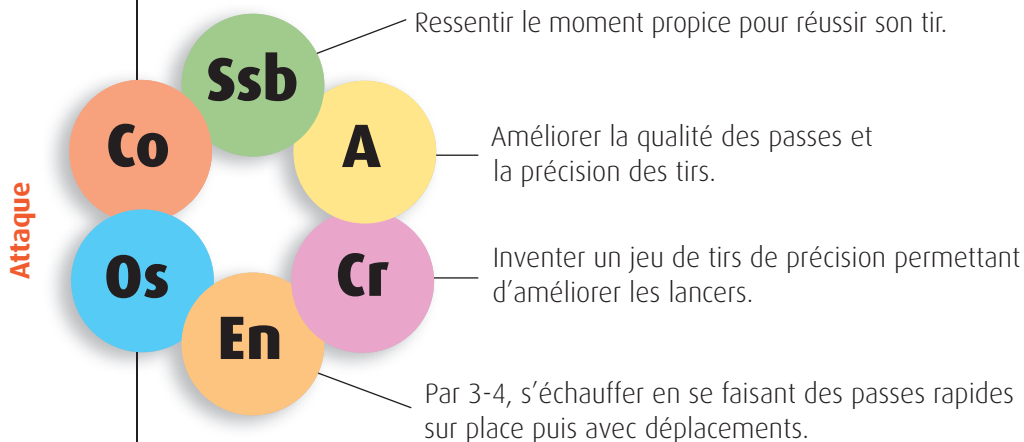 Attaque
Ssb
Ressentir le moment propice pour réussir son tir.
Co
A
Améliorer la qualité des passes et
la précision des tirs.
Os
Cr
Inventer un jeu de tirs de précision permettant
d'améliorer les lancers.
En
Par 3-4, s'échauffer en se faisant des passes rapides
sur place puis avec déplacements.